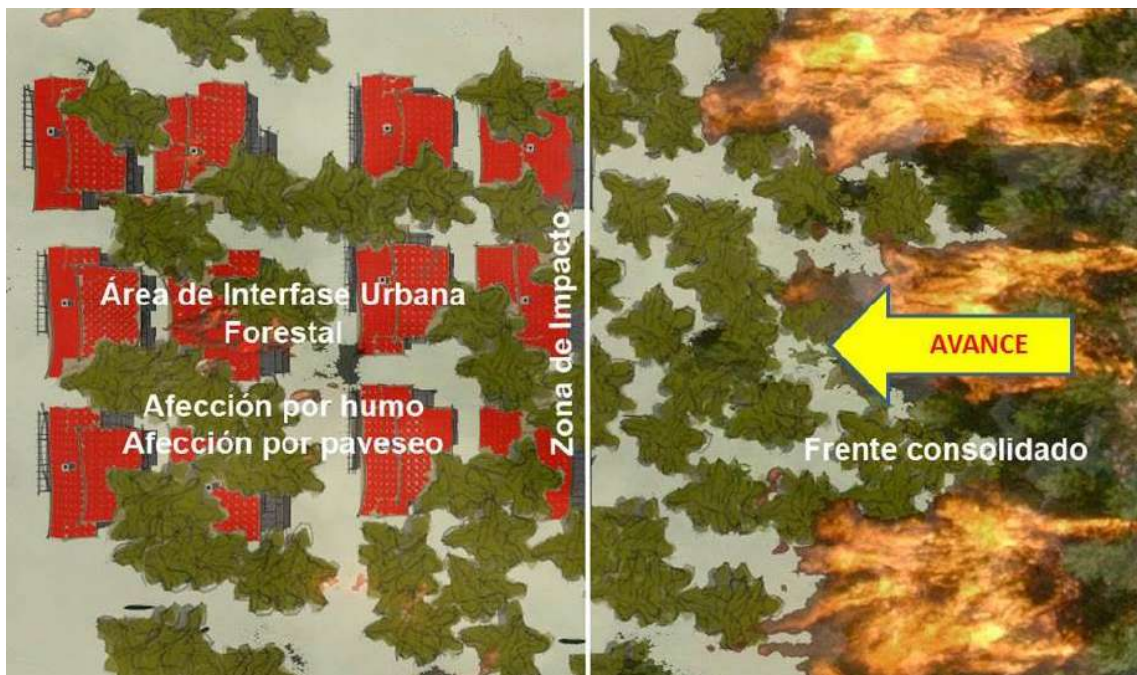 Área de Interfase Urbana
Forestal
Afección por humo
Afección por paveseo
Zona de Impacto
AVANCE
Frente consolidado